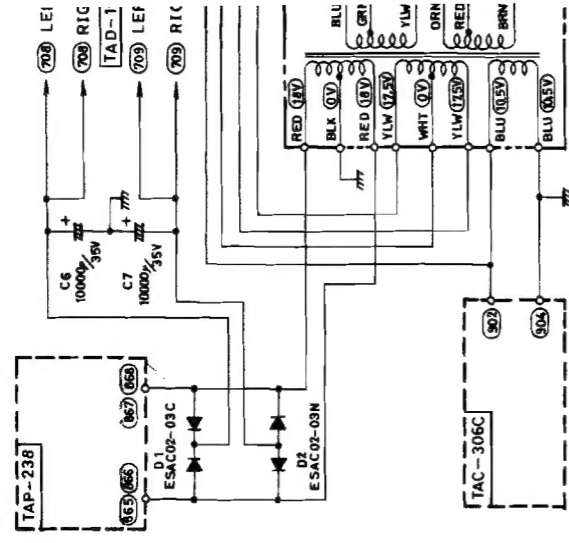 708 LE
708 RIG
TAD-1
709 LEF
709 RIG
BLU
GRN
YLW
ORN
RED
BRN
RED 18V
BLK 0V
RED 18V
YLW 17.5V
WHT 0V
YLW 17.5V
BLU 10.5V
BLU 10.5V
+
C6
10000μ/35V
+
C7
10000μ/35V
TAP-238
865 866
867 868
D1
ESAC02-03C
D2
ESAC02-03N
902
904
TAC-306C